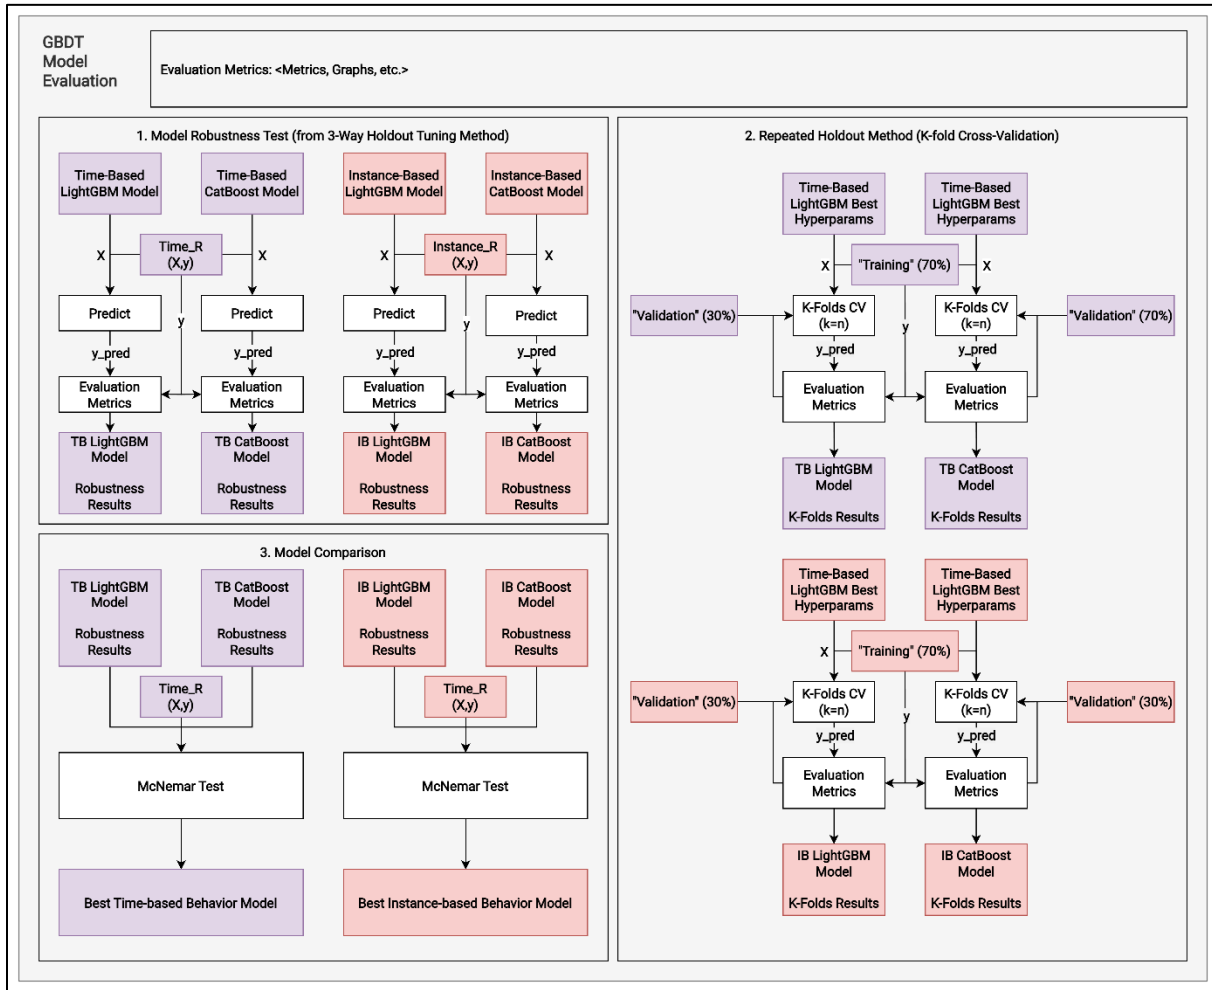 GBDT
Model
Evaluation
Evaluation Metrics: <Metrics, Graphs, etc.>
1. Model Robustness Test (from 3-Way Holdout Tuning Method)
Time-Based
LightGBM Model
Time-Based
CatBoost Model
Instance-Based
LightGBM Model
Instance-Based
CatBoost Model
X
Time_R
(X,y)
X
X
Instance_R
(X,y)
X
Predict
y
Predict
Predict
y
Predict
y_pred
y_pred
y_pred
y_pred
Evaluation
Metrics
Evaluation
Metrics
Evaluation
Metrics
Evaluation
Metrics
TB LightGBM
Model
Robustness
Results
TB CatBoost
Model
Robustness
Results
IB LightGBM
Model
Robustness
Results
IB CatBoost
Model
Robustness
Results
2. Repeated Holdout Method (K-fold Cross-Validation)
Time-Based
LightGBM Best
Hyperparams
Time-Based
LightGBM Best
Hyperparams
X
"Training" (70%)
X
"Validation" (30%)
K-Folds CV
(k=n)
y
K-Folds CV
(k=n)
"Validation" (70%)
y_pred
y_pred
Evaluation
Metrics
Evaluation
Metrics
TB LightGBM
Model
K-Folds Results
TB CatBoost
Model
K-Folds Results
Time-Based
LightGBM Best
Hyperparams
Time-Based
LightGBM Best
Hyperparams
X
"Training" (70%)
"Validation" (30%)
K-Folds CV
(k=n)
y
K-Folds CV
(k=n)
"Validation" (30%)
y_pred
y_pred
Evaluation
Metrics
Evaluation
Metrics
IB LightGBM
Model
K-Folds Results
IB CatBoost
Model
K-Folds Results
3. Model Comparison
TB LightGBM
Model
Robustness
Results
TB CatBoost
Model
Robustness
Results
IB LightGBM
Model
Robustness
Results
IB CatBoost
Model
Robustness
Results
Time_R
(X,y)
Time_R
(X,y)
McNemar Test
McNemar Test
Best Time-based Behavior Model
Best Instance-based Behavior Model